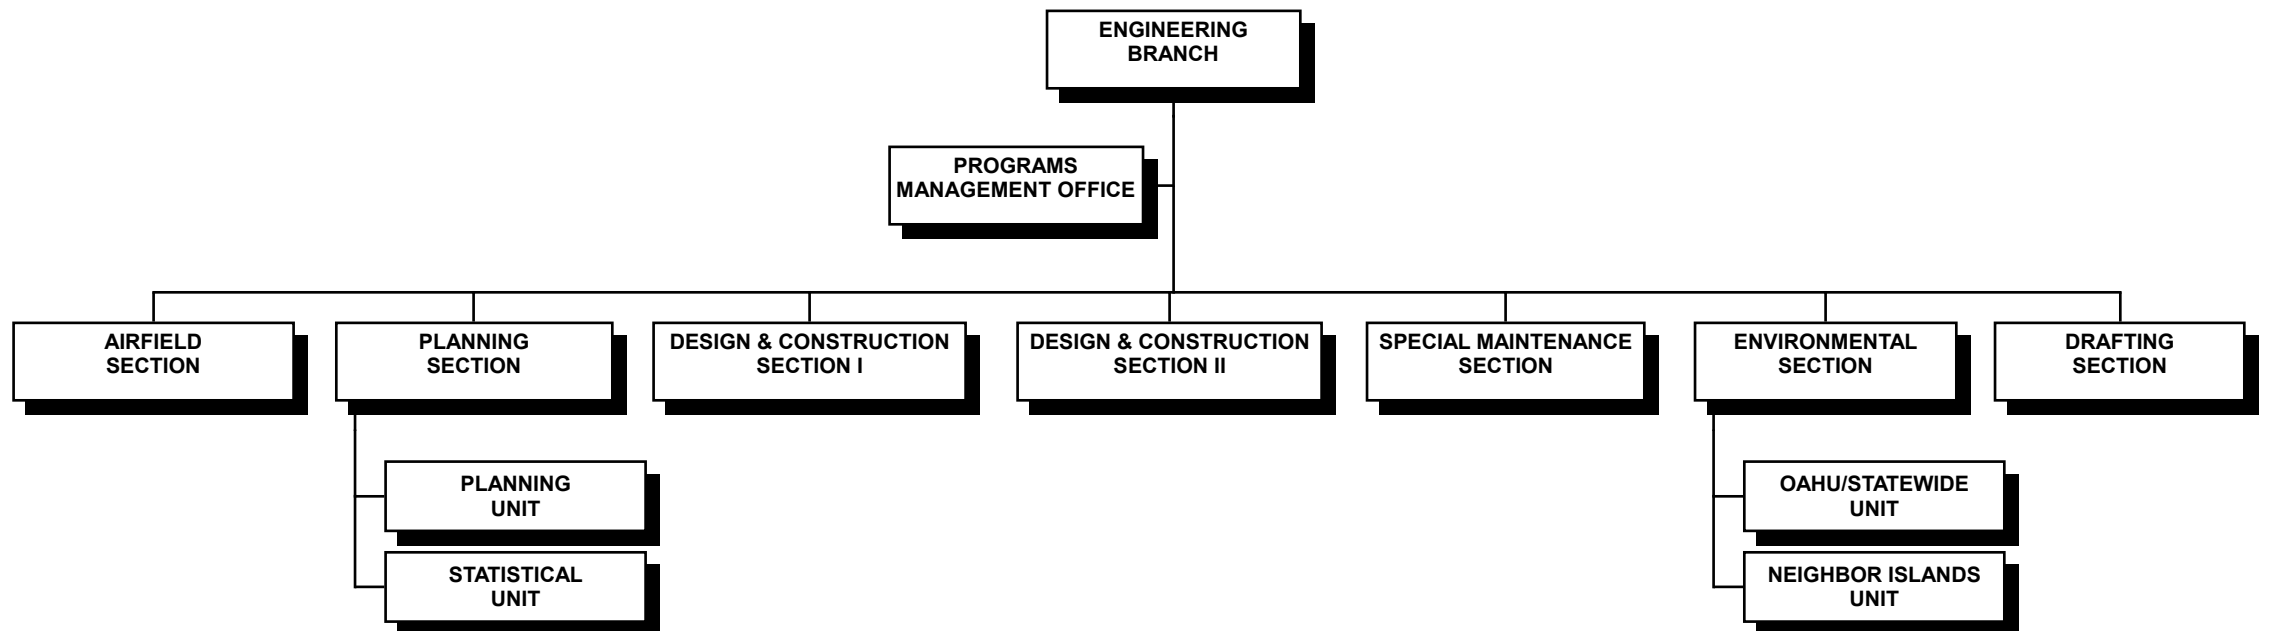 ENGINEERING
BRANCH
PROGRAMS
MANAGEMENT OFFICE
AIRFIELD
SECTION
PLANNING
SECTION
DESIGN & CONSTRUCTION
SECTION I
DESIGN & CONSTRUCTION
SECTION II
SPECIAL MAINTENANCE
SECTION
ENVIRONMENTAL
SECTION
DRAFTING
SECTION
PLANNING
UNIT
STATISTICAL
UNIT
OAHU/STATEWIDE
UNIT
NEIGHBOR ISLANDS
UNIT